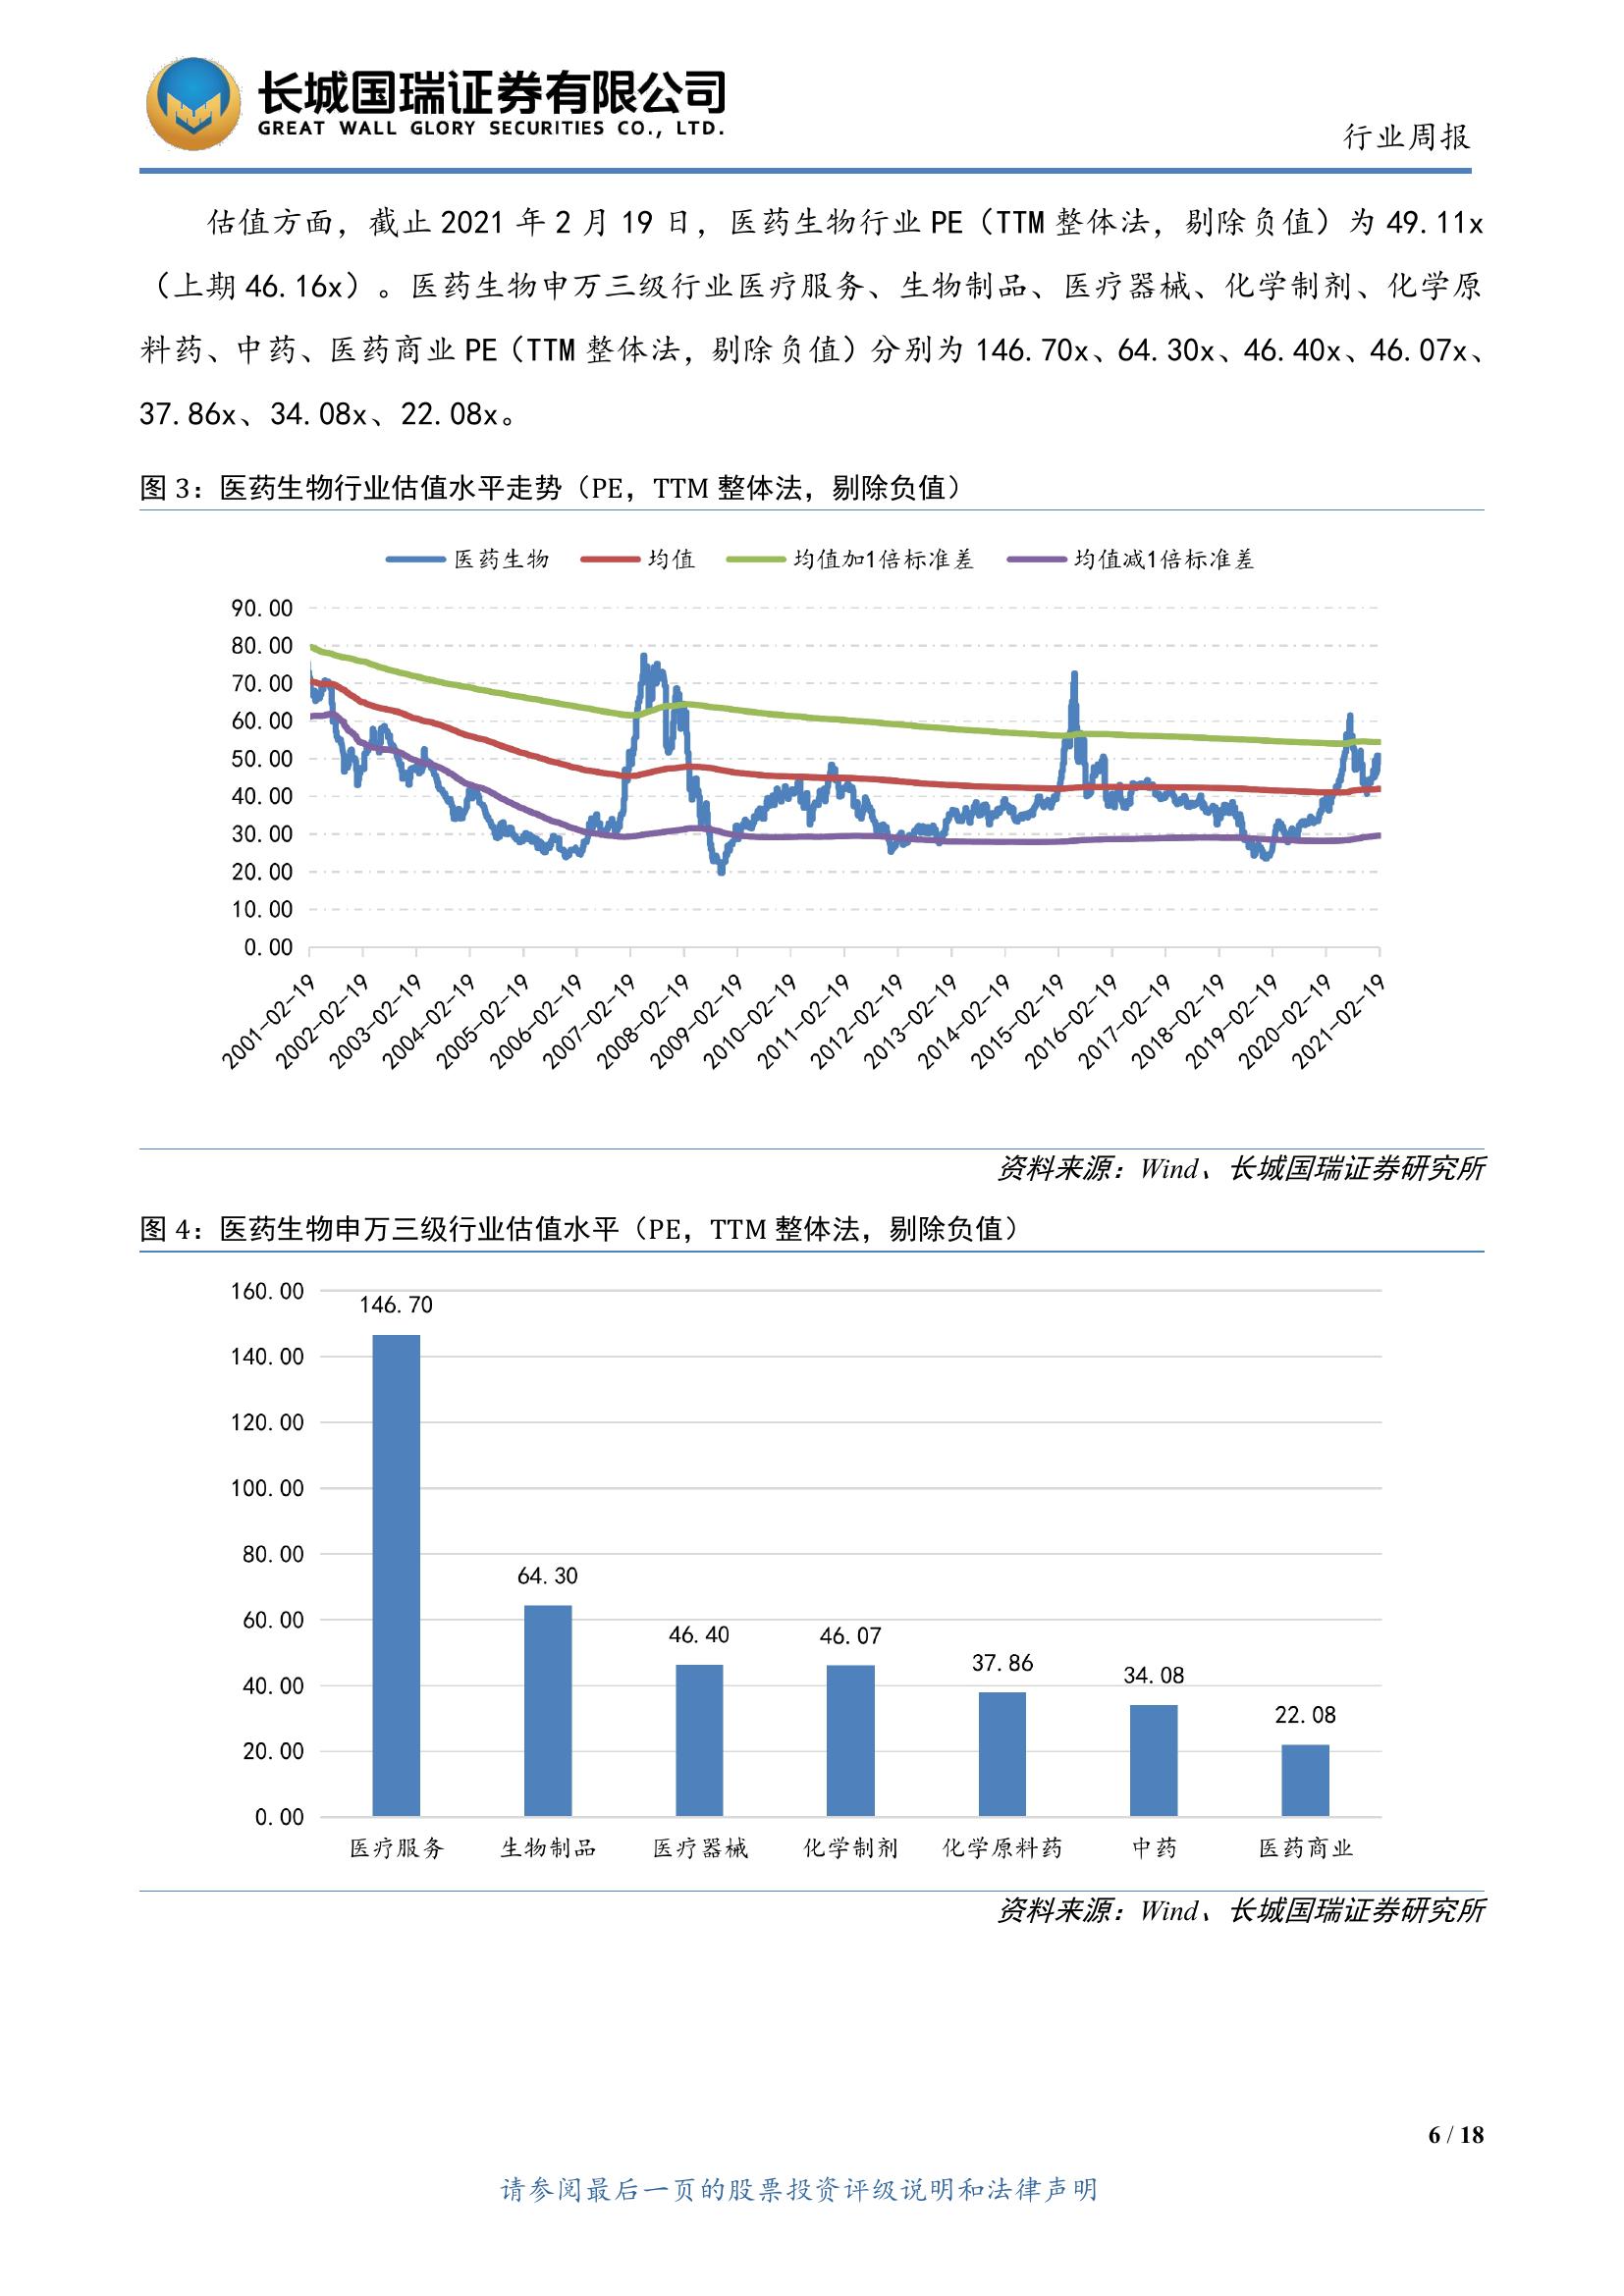 长城国瑞证券有限公司
GREAT WALL GLORY SECURITIES CO., LTD.
行业周报
估值方面，截止 2021 年 2 月 19 日，医药生物行业 PE（TTM 整体法，剔除负值）为 49.11x
（上期 46.16x）。医药生物申万三级行业医疗服务、生物制品、医疗器械、化学制剂、化学原
料药、中药、医药商业 PE（TTM 整体法，剔除负值）分别为 146.70x、64.30x、46.40x、46.07x、
37.86x、34.08x、22.08x。
图 3：医药生物行业估值水平走势（PE，TTM 整体法，剔除负值）
医药生物 均值 均值加1倍标准差 均值减1倍标准差
90.00
80.00
70.00
60.00
50.00
40.00
30.00
20.00
10.00
0.00
2001-02-19 2002-02-19 2003-02-19 2004-02-19 2005-02-19 2006-02-19 2007-02-19 2008-02-19 2009-02-19 2010-02-19 2011-02-19 2012-02-19 2013-02-19 2014-02-19 2015-02-19 2016-02-19 2017-02-19 2018-02-19 2019-02-19 2020-02-19 2021-02-19
资料来源：Wind、长城国瑞证券研究所
图 4：医药生物申万三级行业估值水平（PE，TTM 整体法，剔除负值）
160.00
146.70
140.00
120.00
100.00
80.00
64.30
60.00
46.40 46.07
37.86
34.08
40.00
22.08
20.00
0.00
医疗服务 生物制品 医疗器械 化学制剂 化学原料药 中药 医药商业
资料来源：Wind、长城国瑞证券研究所
6 / 18
请参阅最后一页的股票投资评级说明和法律声明